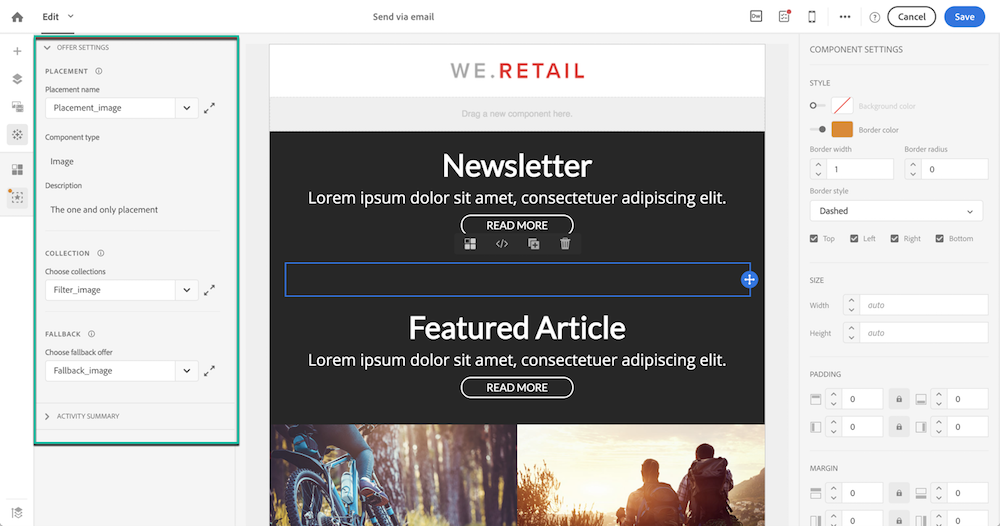 Edit
Send via email
Dw
...
?
Cancel
Save
OFFER SETTINGS
PLACEMENT
Placement name
Placement_image
Component type
Image
Description
The one and only placement
COLLECTION
Choose collections
Filter_image
FALLBACK
Choose fallback offer
Fallback_image
ACTIVITY SUMMARY
WE.RETAIL
Drag a new component here.
Newsletter
Lorem ipsum dolor sit amet, consectetuer adipiscing elit.
READ MORE
Featured Article
Lorem ipsum dolor sit amet, consectetuer adipiscing elit.
READ MORE
COMPONENT SETTINGS
STYLE
Background color
Border color
Border width Border radius
1 0
Border style
Dashed
Top Left Right Bottom
SIZE
Width auto
Height auto
PADDING
0 0
0 0
MARGIN
0 0
0 0